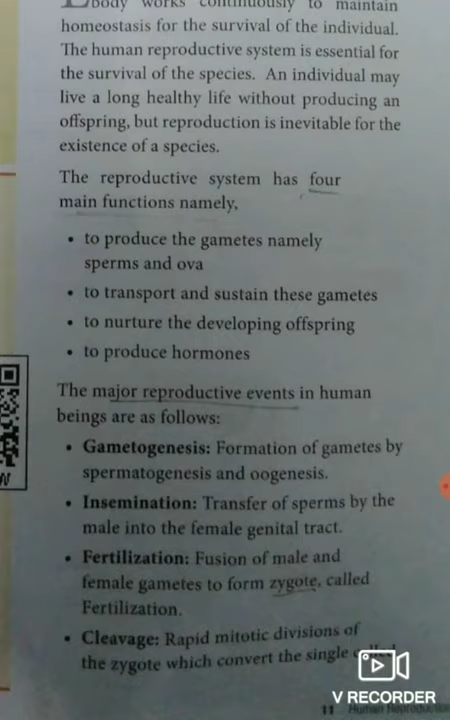 body works continuously to maintain
homeostasis for the survival of the individual.
The human reproductive system is essential for
the survival of the species. An individual may
live a long healthy life without producing an
offspring, but reproduction is inevitable for the
existence of a species.
The reproductive system has four
main functions namely,
• to produce the gametes namely
sperms and ova
• to transport and sustain these gametes
• to nurture the developing offspring
• to produce hormones
The major reproductive events in human
beings are as follows:
• Gametogenesis: Formation of gametes by
spermatogenesis and oogenesis.
• Insemination: Transfer of sperms by the
male into the female genital tract.
• Fertilization: Fusion of male and
female gametes to form zygote, called
Fertilization.
• Cleavage: Rapid mitotic divisions of
the zygote which convert the single
V RECORDER
11 Human Reproduction